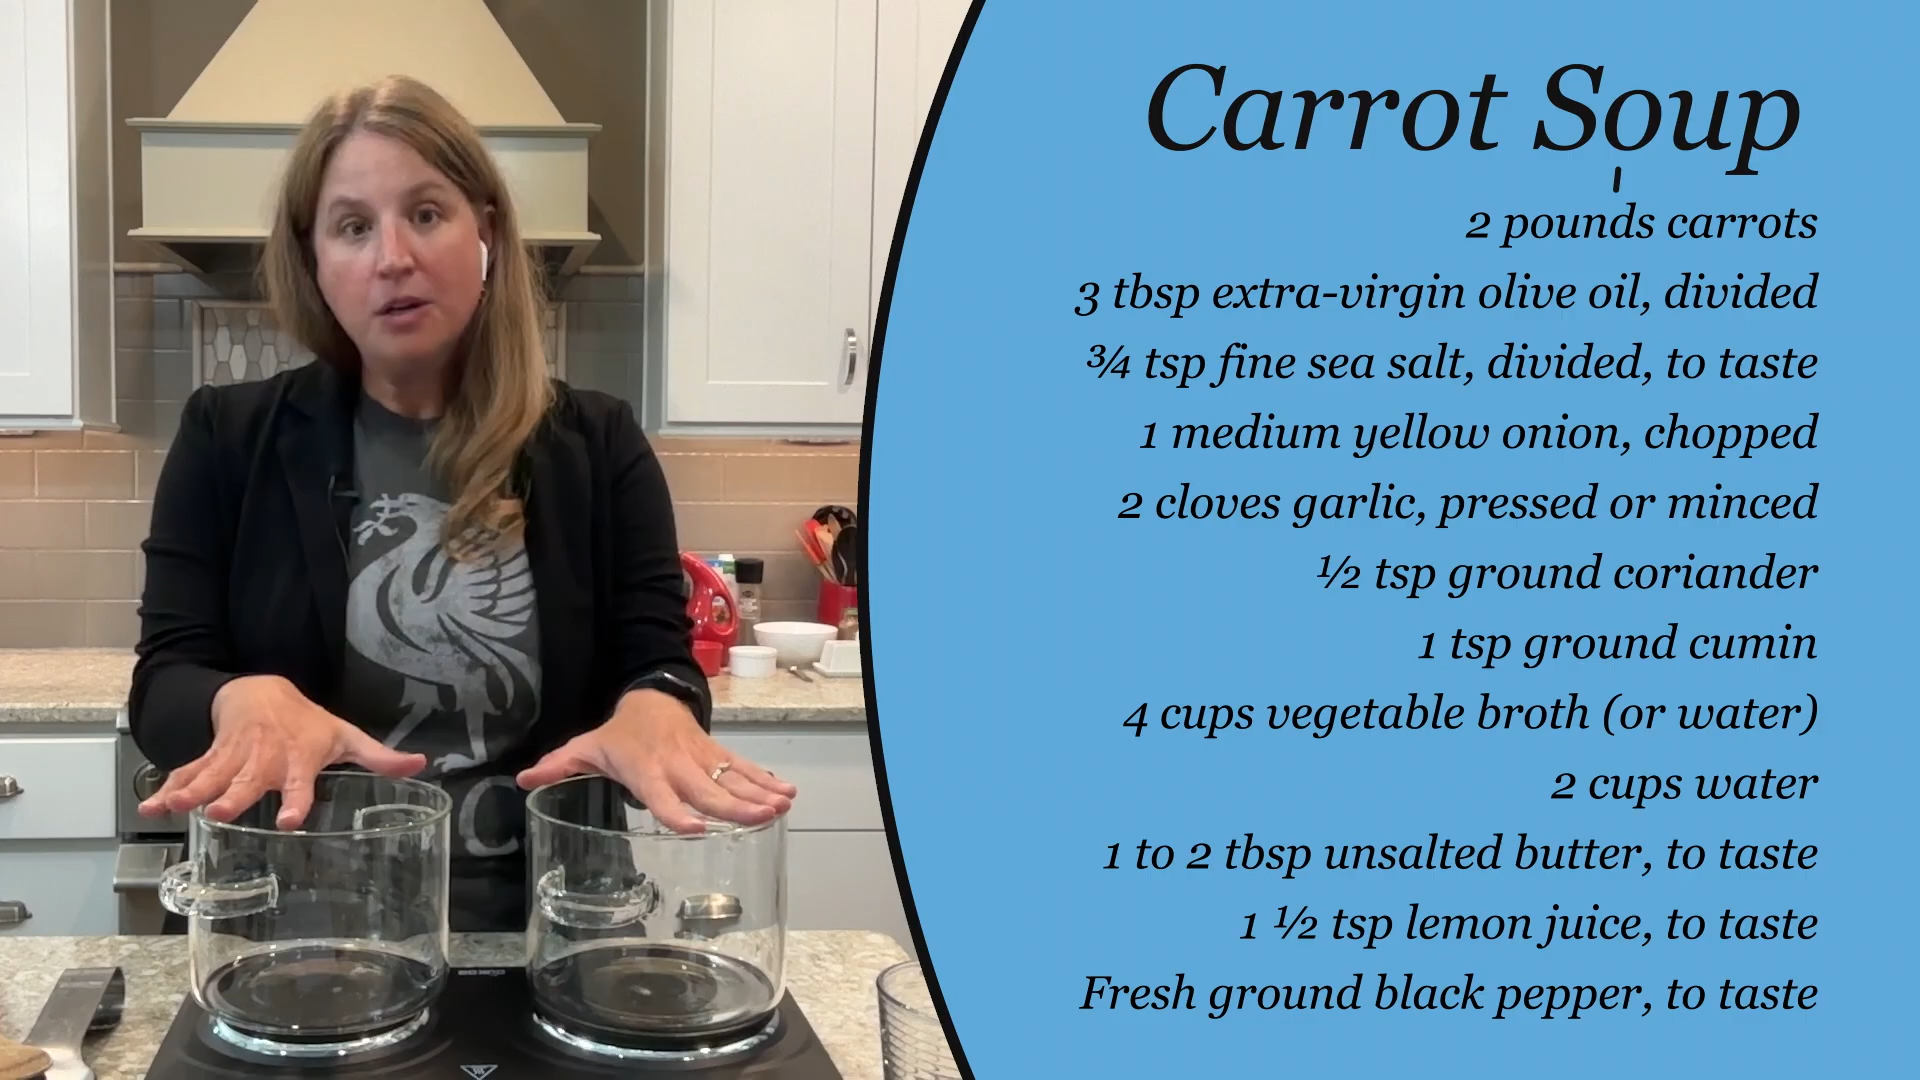 Carrot Soup
2 pounds carrots
3 tbsp extra-virgin olive oil, divided
¾ tsp fine sea salt, divided, to taste
1 medium yellow onion, chopped
2 cloves garlic, pressed or minced
½ tsp ground coriander
1 tsp ground cumin
4 cups vegetable broth (or water)
2 cups water
1 to 2 tbsp unsalted butter, to taste
1 ½ tsp lemon juice, to taste
Fresh ground black pepper, to taste